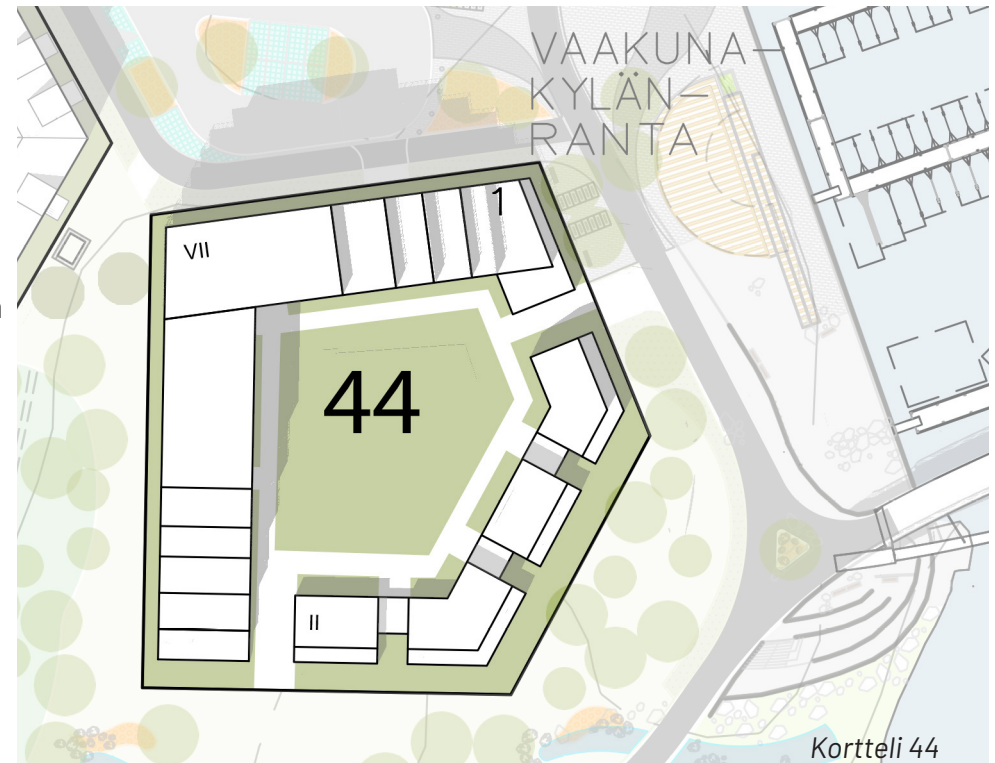 VAAKUNA-
KYLÄN-
RANTA
1
VII
44
II
Kortteli 44